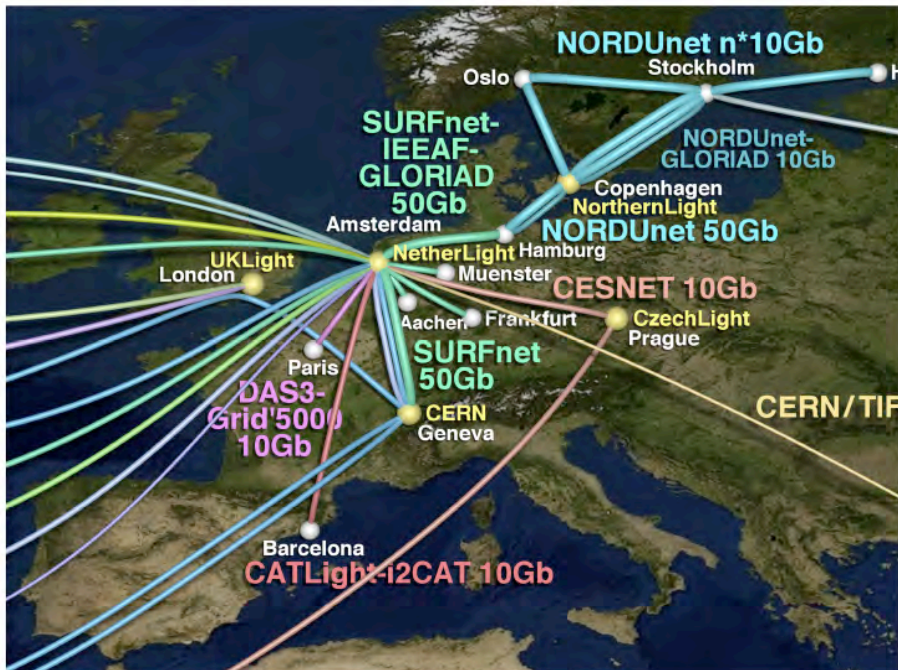 NORDUnet n*10Gb
Stockholm
Oslo
H
SURFnet-
IEEAF-
GLORIAD
50Gb
NORDUnet-
GLORIAD 10Gb
Copenhagen
NorthernLight
NORDUnet 50Gb
Amsterdam
NetherLight
Hamburg
Muenster
UKLight
London
CESNET 10Gb
CzechLight
Prague
Aachen
Frankfurt
SURFnet
50Gb
Paris
DAS3-
Grid'5000
10Gb
CERN
Geneva
CERN/TIF
Barcelona
CATLight-i2CAT 10Gb